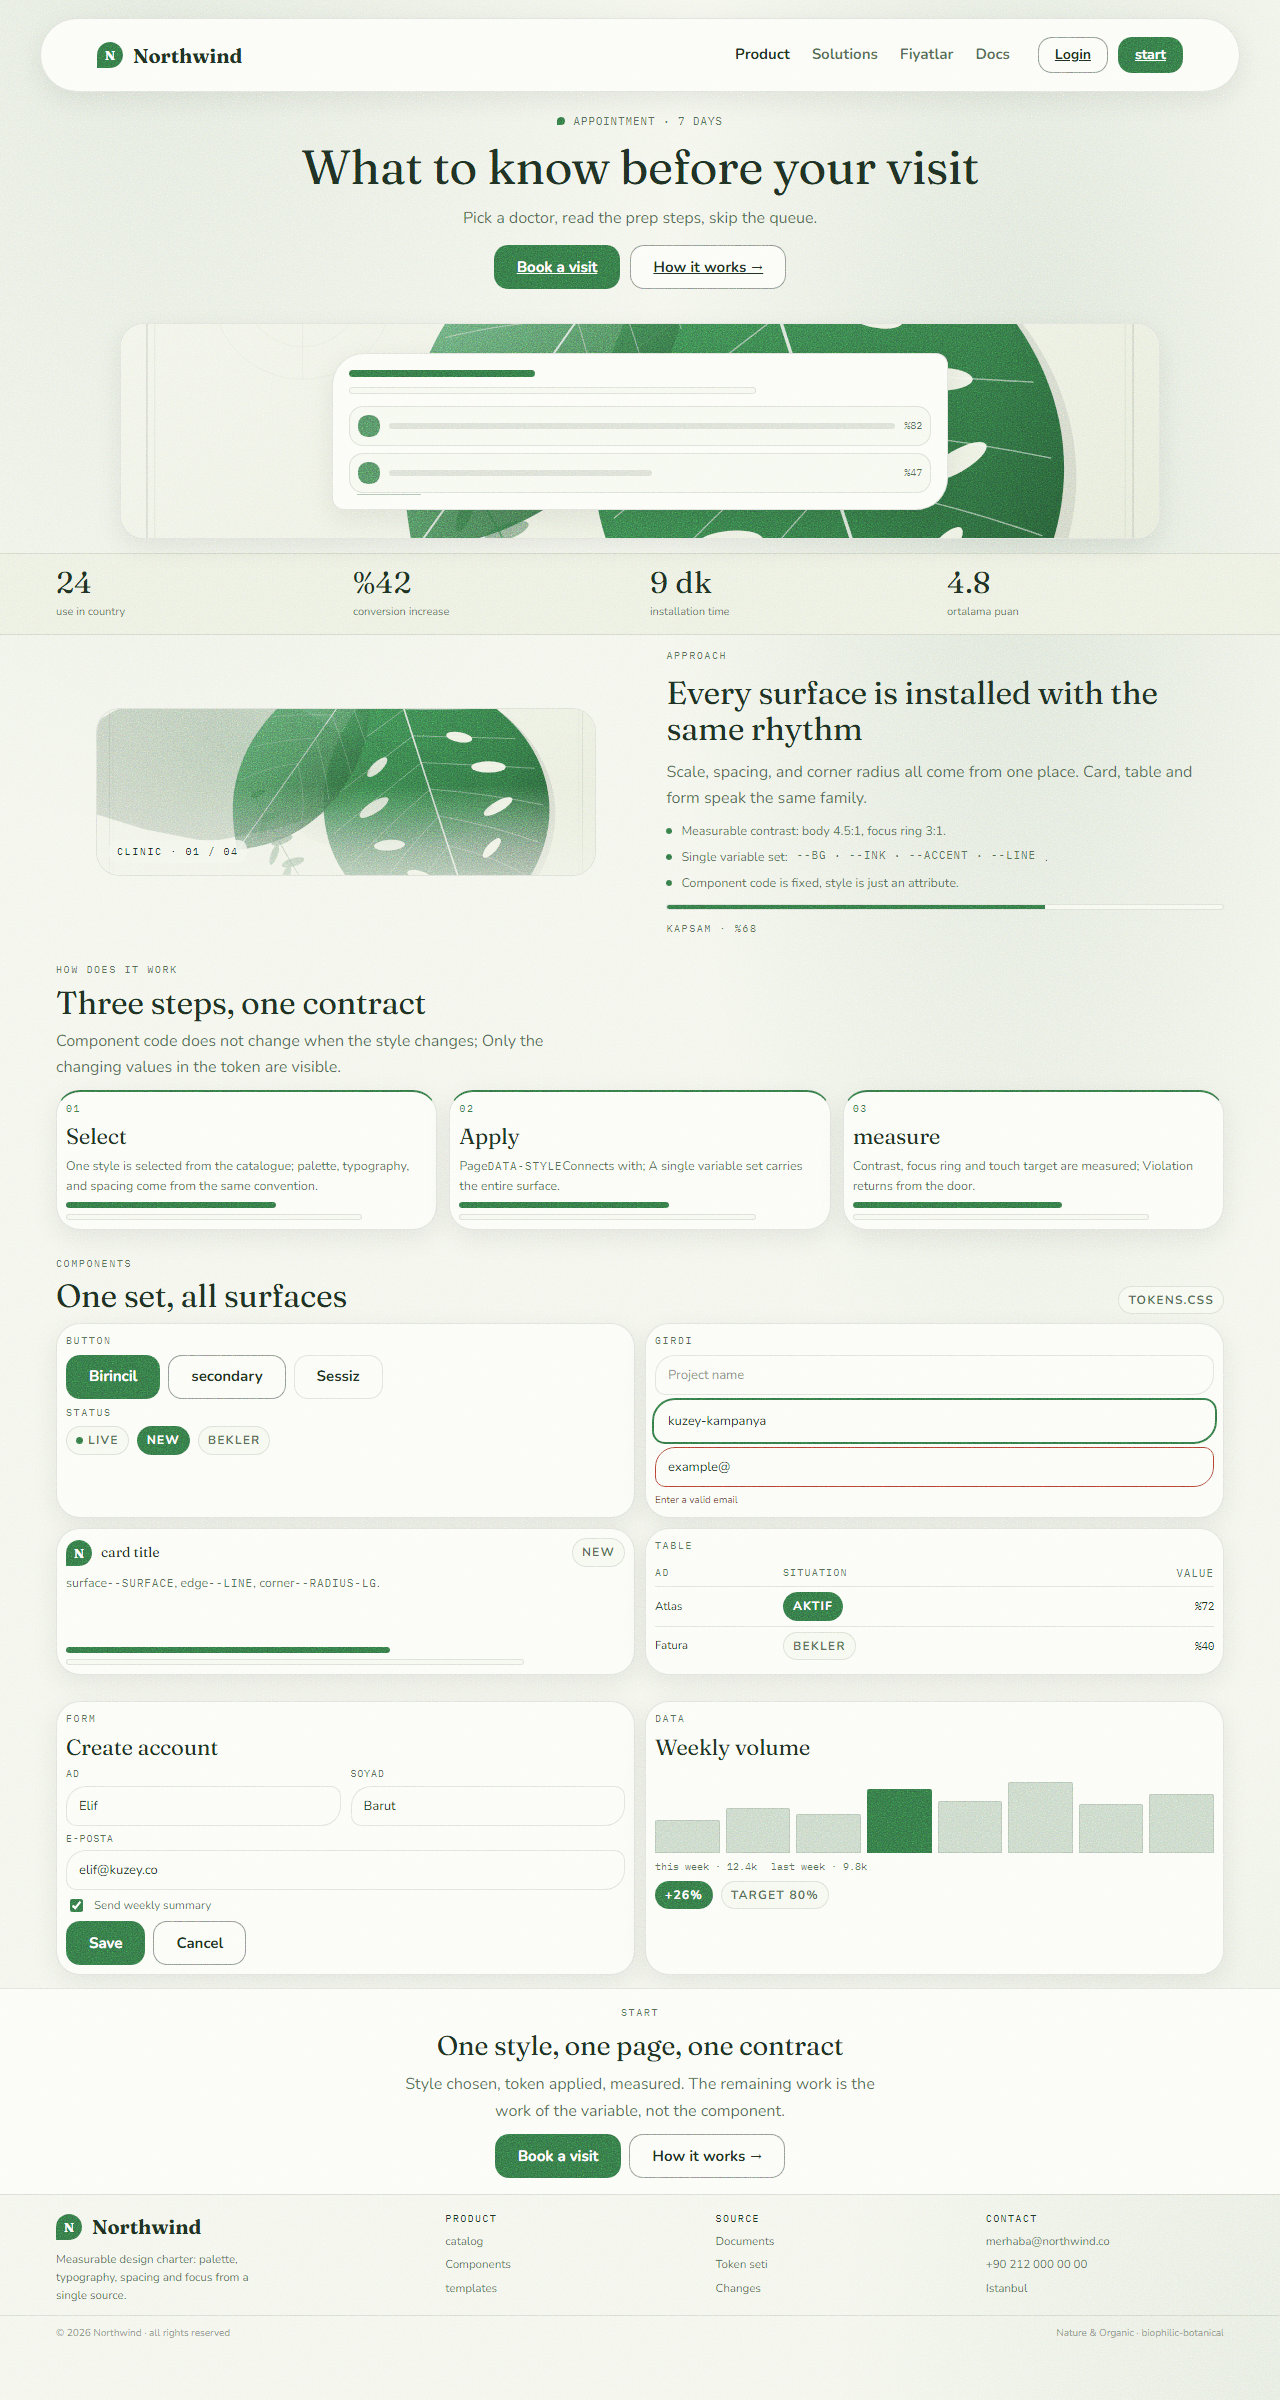 N Northwind
Product Solutions Fiyatlar Docs Login start
APPOINTMENT · 7 DAYS
What to know before your visit
Pick a doctor, read the prep steps, skip the queue.
Book a visit How it works →
%82
%47
24 %42 9 dk 4.8
use in country conversion increase installation time ortalama puan
CLINIC · 01 / 04
APPROACH
Every surface is installed with the
same rhythm
Scale, spacing, and corner radius all come from one place. Card, table and
form speak the same family.
Measurable contrast: body 4.5:1, focus ring 3:1.
Single variable set: --BG · --INK · --ACCENT · --LINE .
Component code is fixed, style is just an attribute.
KAPSAM · %68
HOW DOES IT WORK
Three steps, one contract
Component code does not change when the style changes; Only the
changing values in the token are visible.
01
Select
One style is selected from the catalogue; palette, typography,
and spacing come from the same convention.
02
Apply
PageDATA-STYLEConnects with; A single variable set carries
the entire surface.
03
measure
Contrast, focus ring and touch target are measured; Violation
returns from the door.
COMPONENTS
One set, all surfaces
TOKENS.CSS
BUTTON
Birincil secondary Sessiz
STATUS
LIVE NEW BEKLER
GIRDI
Project name
kuzey-kampanya
example@
Enter a valid email
N card title NEW
surface--SURFACE, edge--LINE, corner--RADIUS-LG.
TABLE
AD SITUATION VALUE
Atlas AKTIF %72
Fatura BEKLER %40
FORM
Create account
AD SOYAD
Elif Barut
E-POSTA
elif@kuzey.co
Send weekly summary
Save Cancel
DATA
Weekly volume
this week · 12.4k last week · 9.8k
+26% TARGET 80%
START
One style, one page, one contract
Style chosen, token applied, measured. The remaining work is the
work of the variable, not the component.
Book a visit How it works →
N Northwind
Measurable design charter: palette,
typography, spacing and focus from a
single source.
PRODUCT
catalog
Components
templates
SOURCE
Documents
Token seti
Changes
CONTACT
merhaba@northwind.co
+90 212 000 00 00
Istanbul
© 2026 Northwind · all rights reserved
Nature & Organic · biophilic-botanical